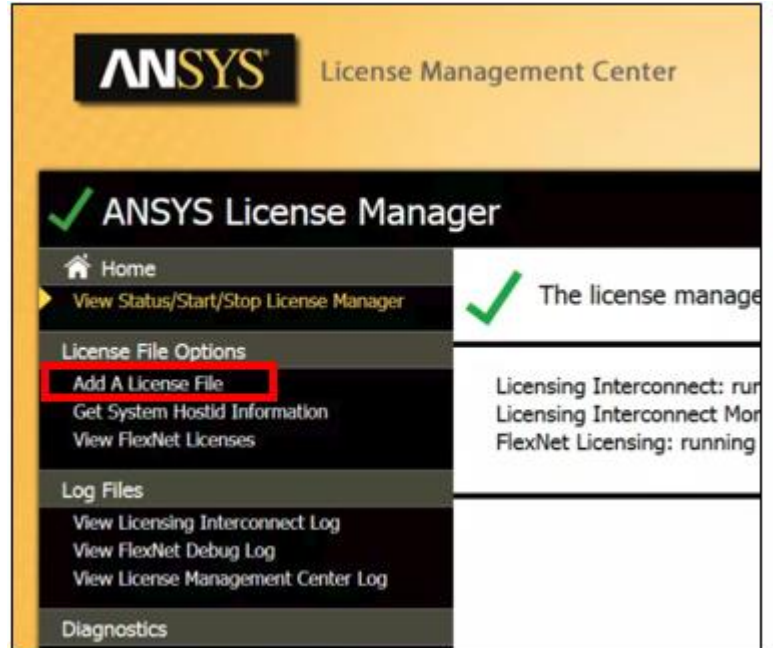 ANSYS License Management Center
ANSYS License Manager
Home
View Status/Start/Stop License Manager
The license manage
License File Options
Add A License File
Get System Hostid Information
View FlexNet Licenses
Licensing Interconnect: run
Licensing Interconnect Mon
FlexNet Licensing: running
Log Files
View Licensing Interconnect Log
View FlexNet Debug Log
View License Management Center Log
Diagnostics